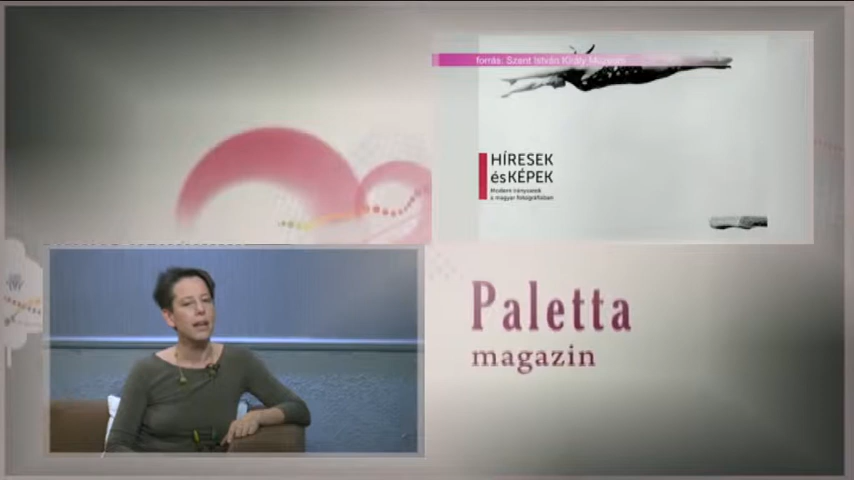 forrás: Szent István Király Múzeum
HÍRESEK
ésKÉPEK
Modern irányzatok
a magyar fotográfiában
Paletta
magazin